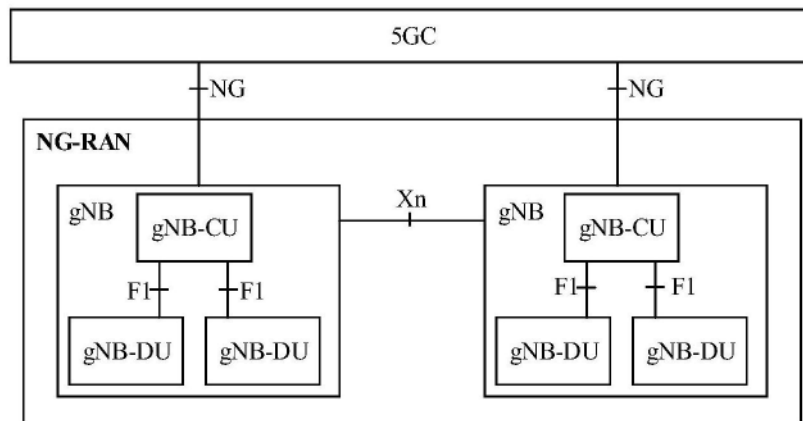 5GC
NG NG
NG-RAN
gNB gNB-CU Xn gNB gNB-CU
F1 F1 F1 F1
gNB-DU gNB-DU gNB-DU gNB-DU